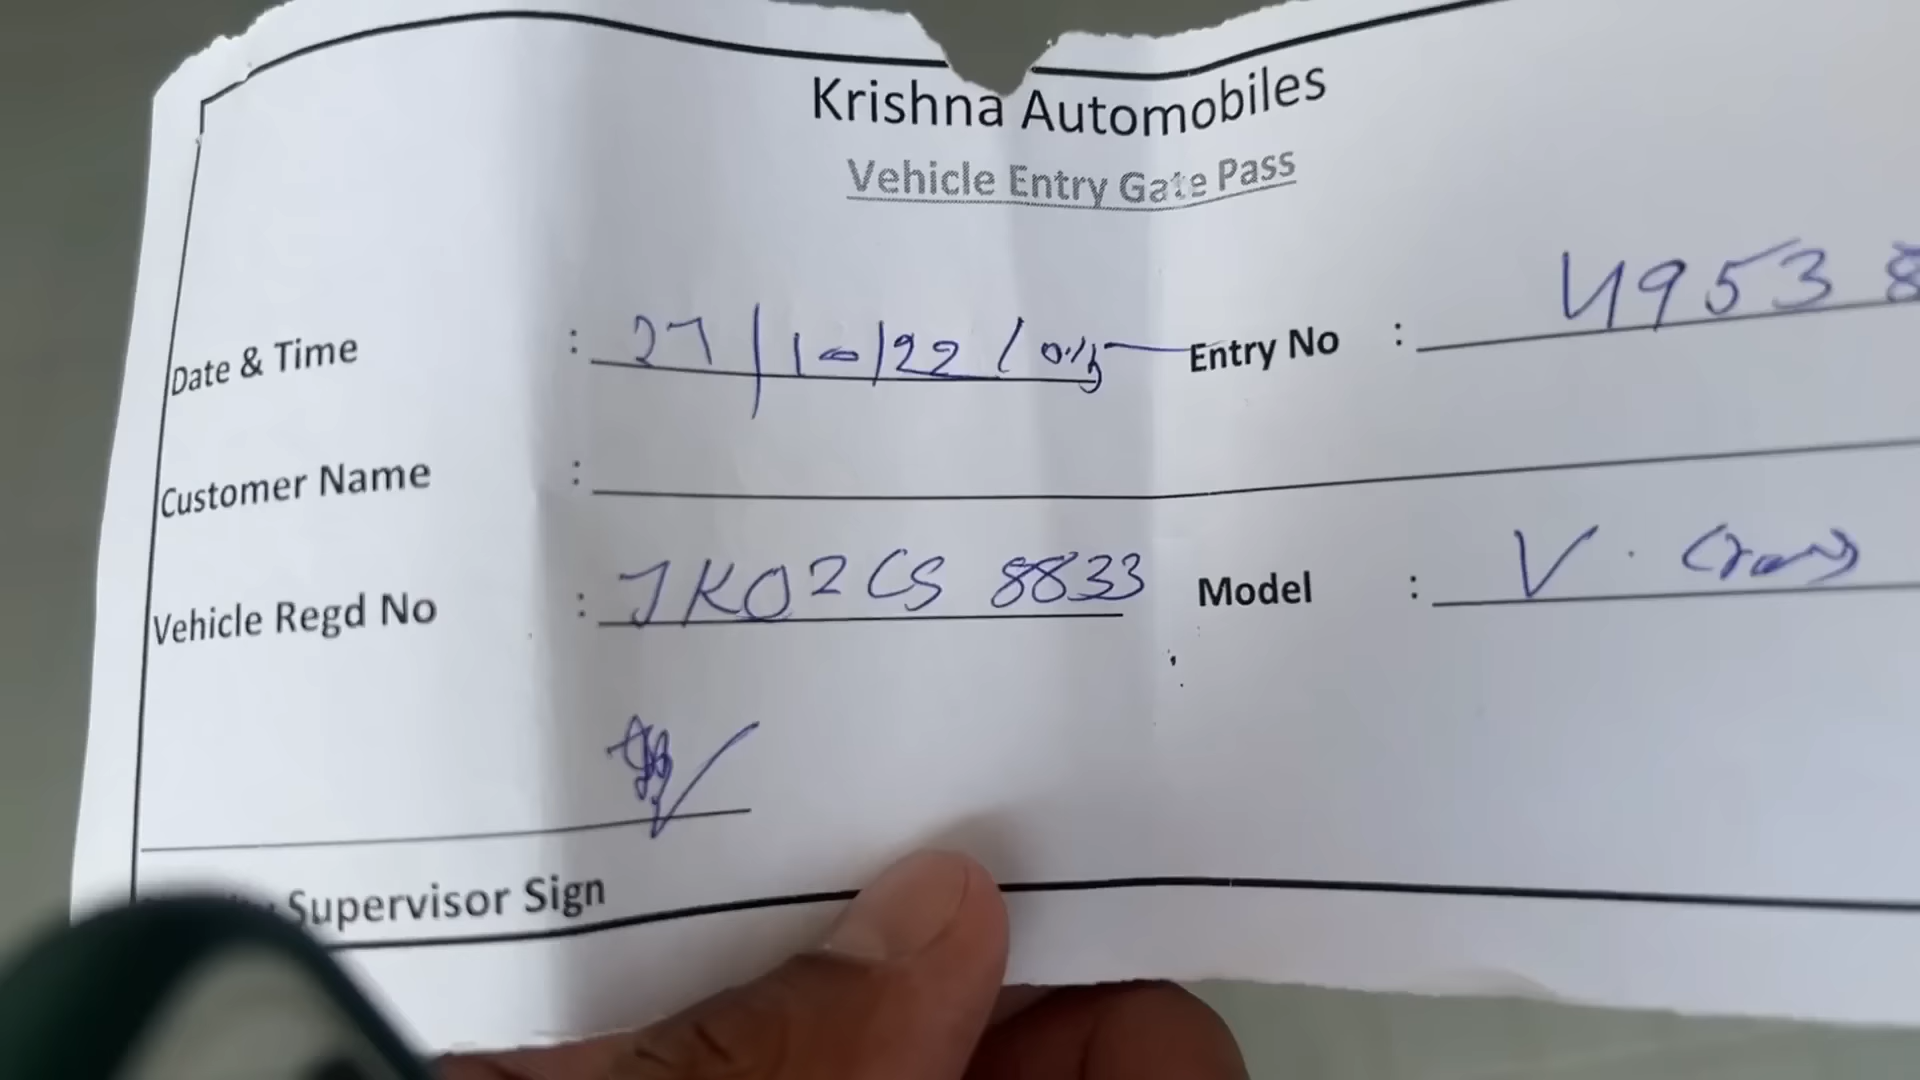 Krishna Automobiles
Vehicle Entry Gate Pass
Date & Time : 27/10/22 / Entry No : 49538
Customer Name :
Vehicle Regd No : JK02CS 8833 Model : V. Cross
Supervisor Sign